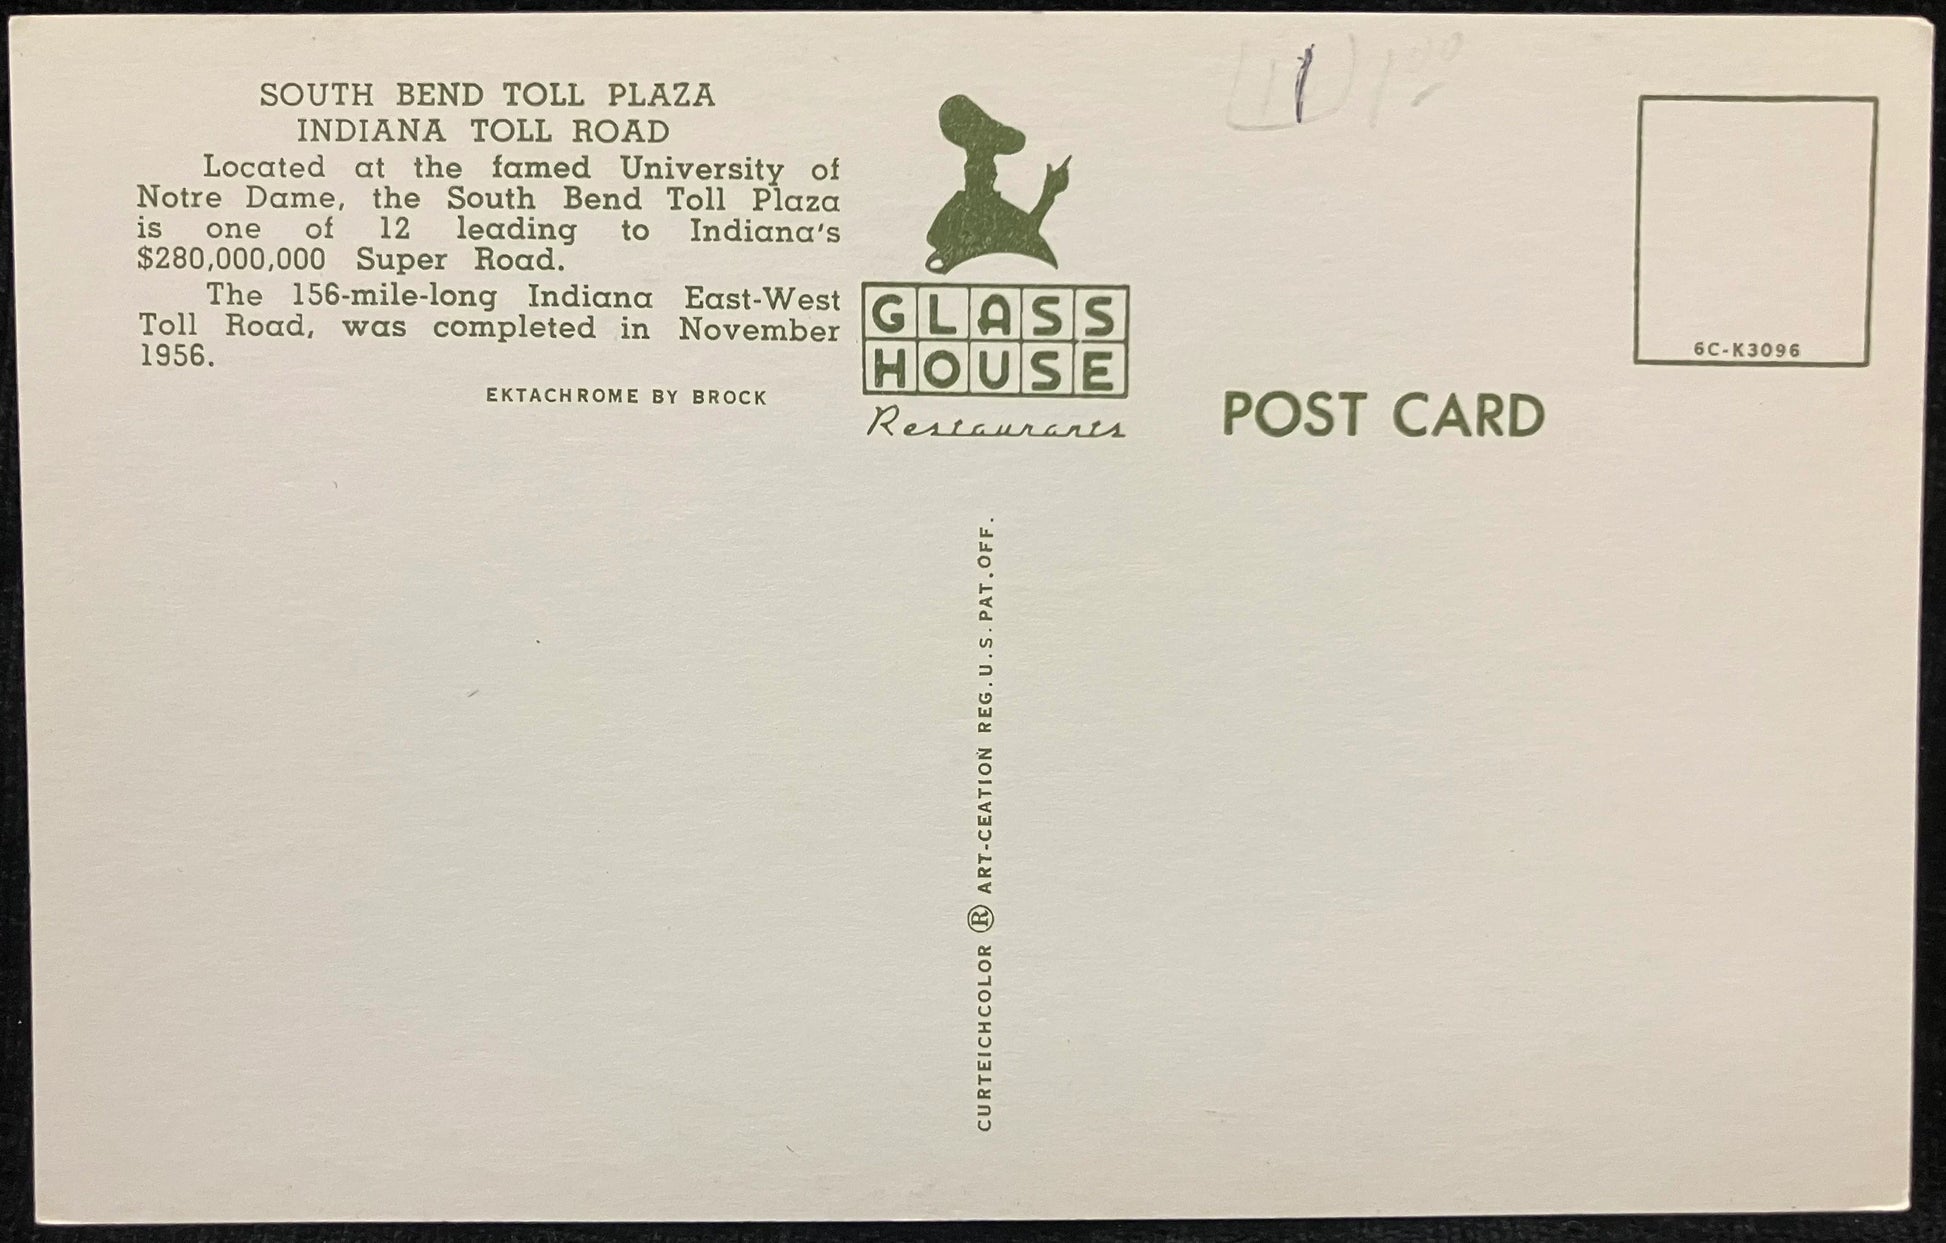 SOUTH BEND TOLL PLAZA
INDIANA TOLL ROAD
Located at the famed University of
Notre Dame, the South Bend Toll Plaza
is one of 12 leading to Indiana's
$280,000,000 Super Road.
The 156-mile-long Indiana East-West
Toll Road, was completed in November
1956.
EKTACHROME BY BROCK
GLASS
HOUSE
Restaurants
1.00
6C-K3096
POST CARD
CURTEICHCOLOR ® ART-CEATION REG.U.S.PAT.OFF.